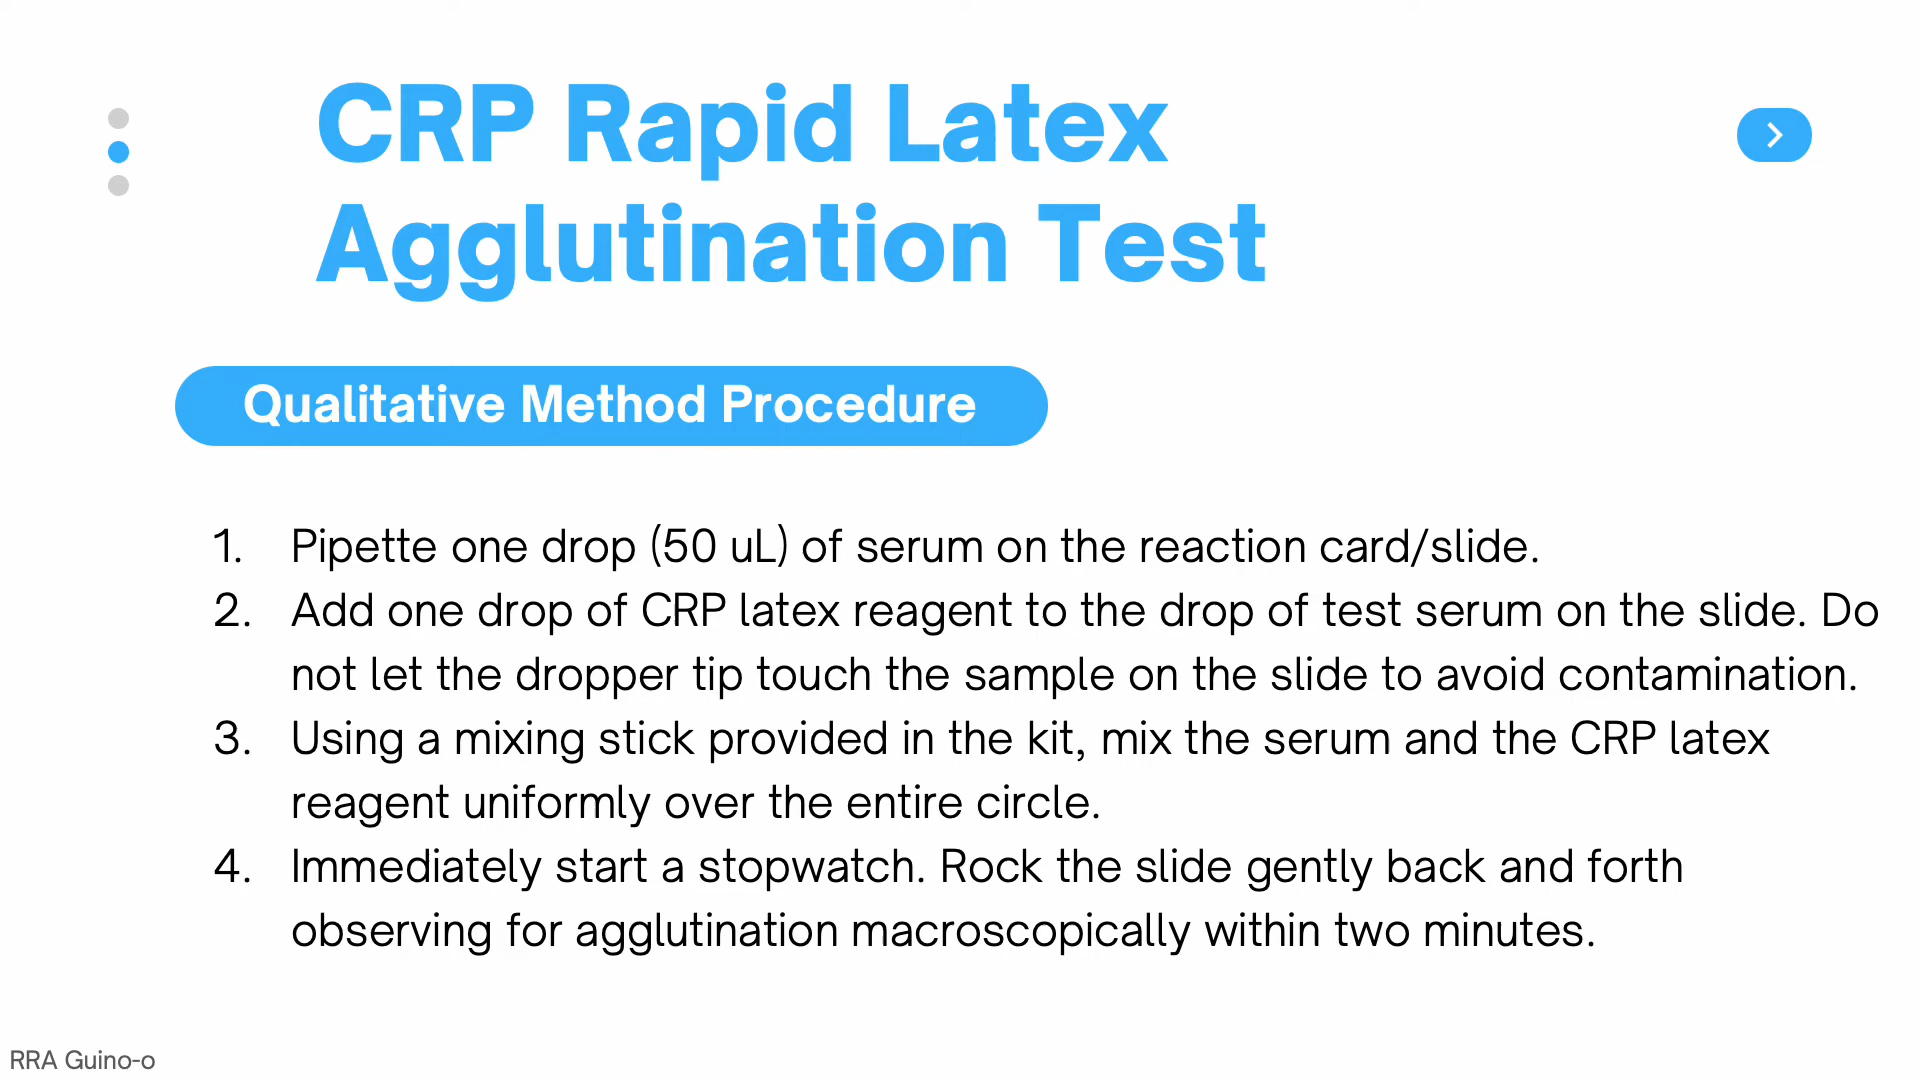 CRP Rapid Latex
Agglutination Test
Qualitative Method Procedure
1. Pipette one drop (50 uL) of serum on the reaction card/slide.
2. Add one drop of CRP latex reagent to the drop of test serum on the slide. Do
not let the dropper tip touch the sample on the slide to avoid contamination.
3. Using a mixing stick provided in the kit, mix the serum and the CRP latex
reagent uniformly over the entire circle.
4. Immediately start a stopwatch. Rock the slide gently back and forth
observing for agglutination macroscopically within two minutes.
RRA Guino-o